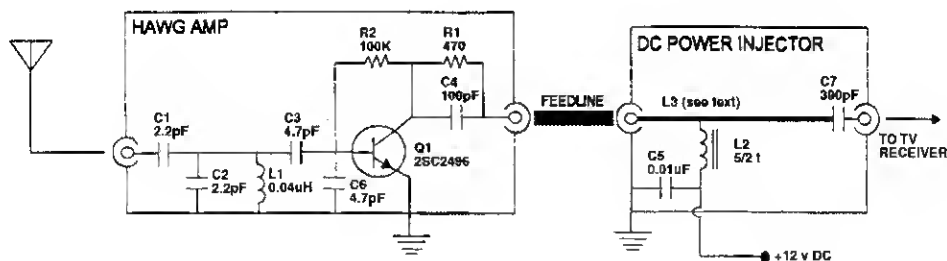 HAWG AMP
R2
100K
R1
470
C4
100pF
C1
2.2pF
C3
4.7pF
Q1
2SC2496
C2
2.2pF
L1
0.04uH
C6
4.7pF
FEEDLINE
DC POWER INJECTOR
L3 (see text)
C7
390pF
L2
5/2 t
C5
0.01uF
TO TV
RECEIVER
+12 v DC